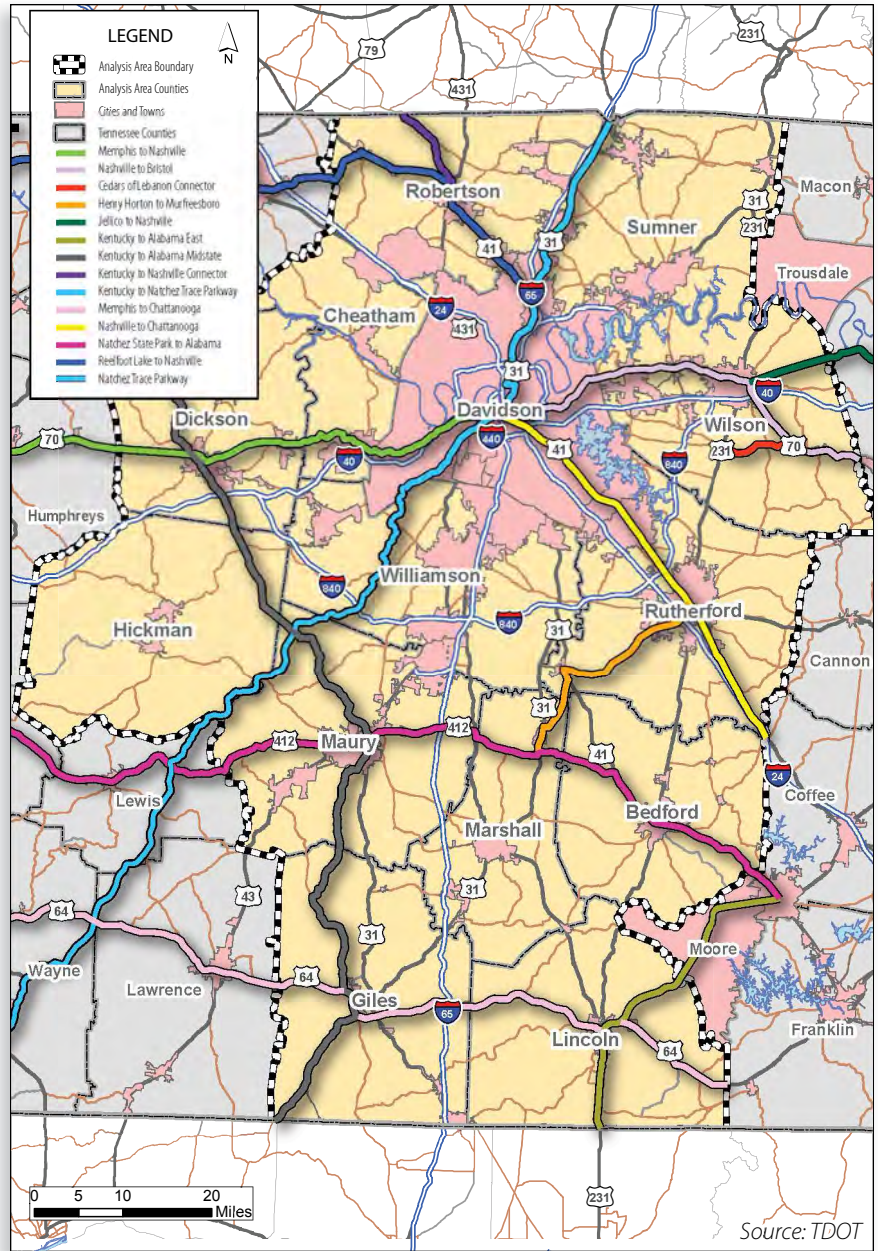 LEGEND
N
Analysis Area Boundary
Analysis Area Counties
Cities and Towns
Tennessee Counties
Memphis to Nashville
Nashville to Bristol
Cedars of Lebanon Connector
Henry Horton to Murfreesboro
Jellico to Nashville
Kentucky to Alabama East
Kentucky to Alabama Midstate
Kentucky to Nashville Connector
Kentucky to Natchez Trace Parkway
Memphis to Chattanooga
Nashville to Chattanooga
Natchez State Park to Alabama
Reelfoot Lake to Nashville
Natchez Trace Parkway
79
231
431
Robertson
Macon
31
231
Sumner
41
31
Trousdale
65
24
431
Cheatham
31
40
Dickson
Davidson
Wilson
70
440
41
231
70
40
840
Humphreys
Williamson
840
Rutherford
840
31
Hickman
Cannon
31
412
Maury
412
41
24
Coffee
Lewis
Bedford
Marshall
43
31
64
31
Moore
Wayne
Lawrence
64
Giles
65
Lincoln
Franklin
64
231
0 5 10 20
Miles
Source: TDOT